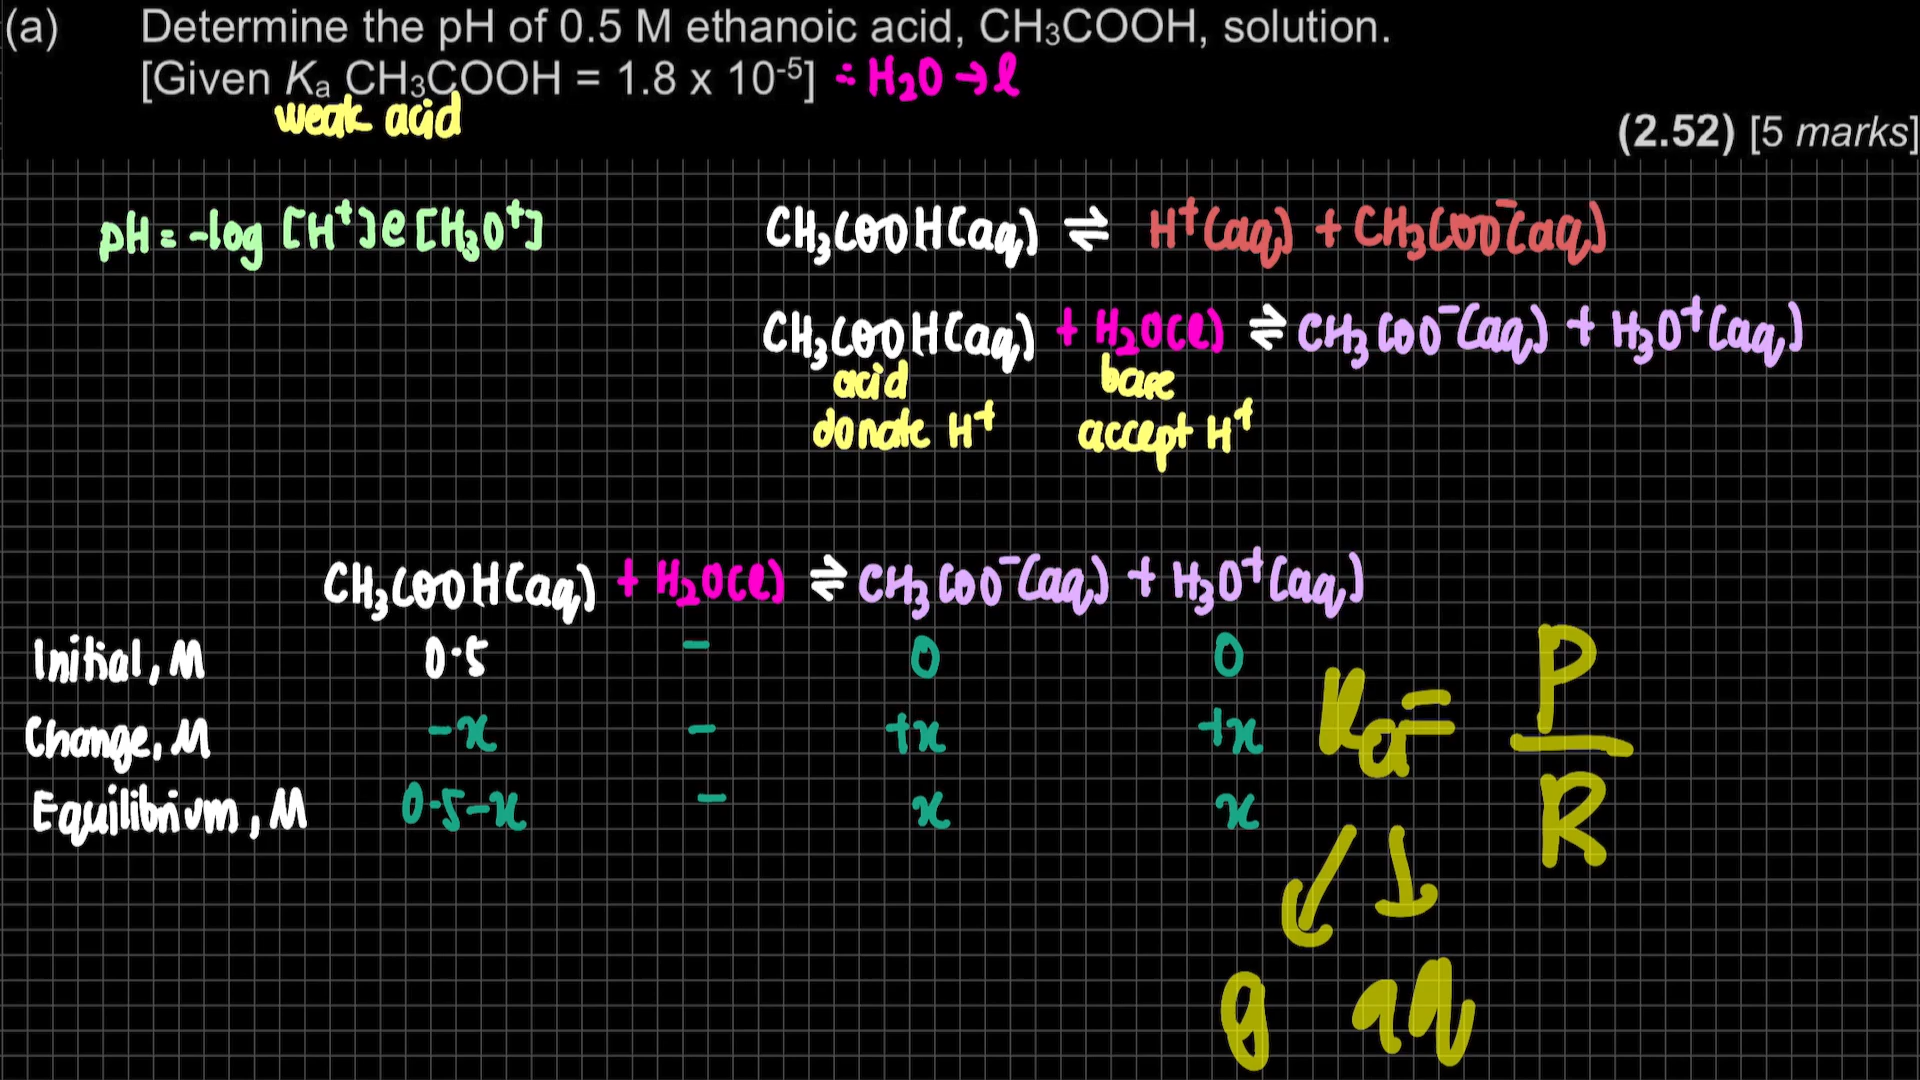 (a) Determine the pH of 0.5 M ethanoic acid, CH₃COOH, solution.
[Given Kₐ CH₃COOH = 1.8 x 10⁻⁵] ∴ H₂O → l
weak acid
(2.52) [5 marks]
pH = -log [H⁺] @ [H₃O⁺]
CH₃COOH(aq) ⇌ H⁺(aq) + CH₃COO⁻(aq)
CH₃COOH(aq) + H₂O(l) ⇌ CH₃COO⁻(aq) + H₃O⁺(aq)
acid base
donate H⁺ accept H⁺
CH₃COOH(aq) + H₂O(l) ⇌ CH₃COO⁻(aq) + H₃O⁺(aq)
Initial, M 0.5 - 0 0
Change, M -x - +x +x
Equilibrium, M 0.5-x - x x
Ka = P
R
g aq